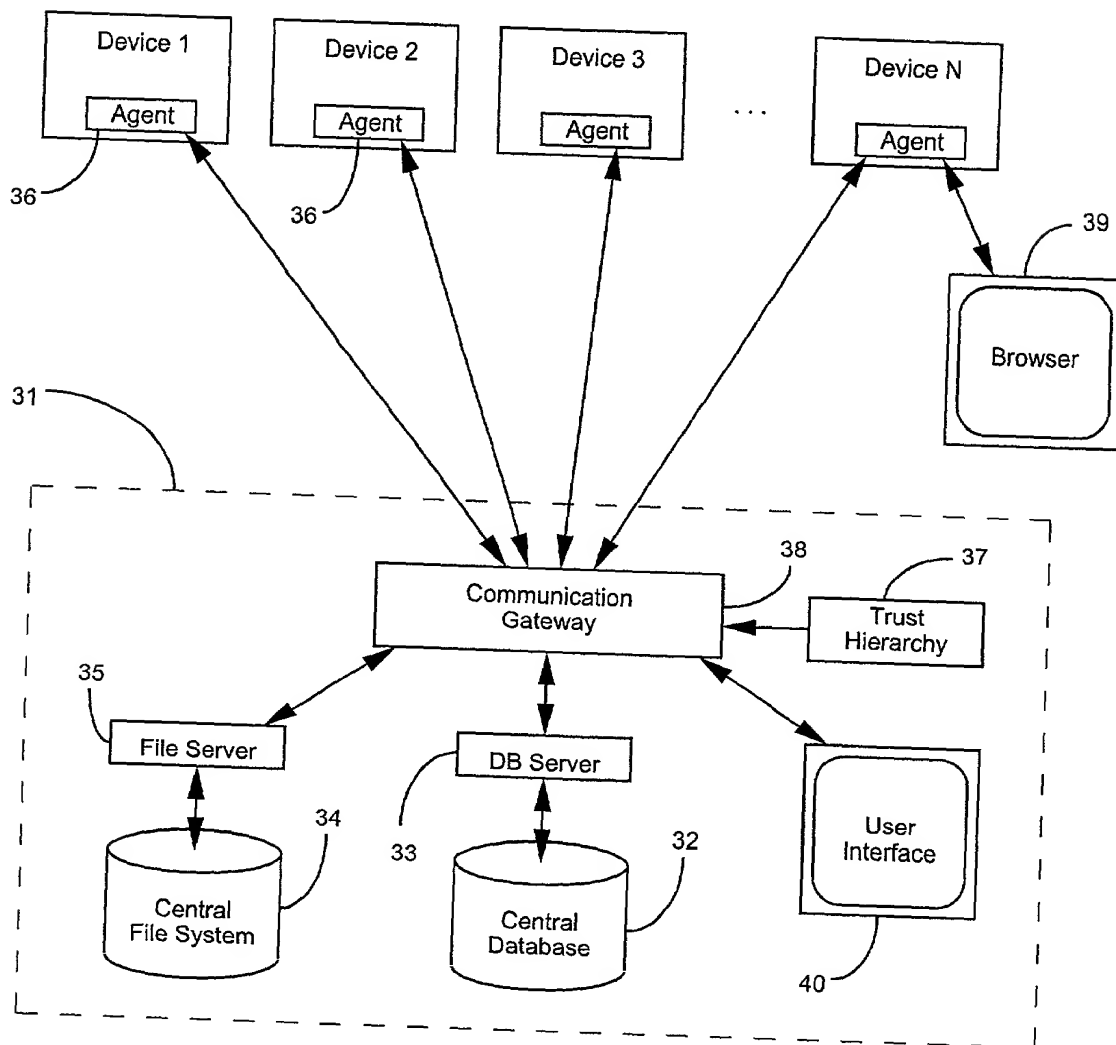 Device 1
Device 2
Device 3
Device N
...
Agent
Agent
Agent
Agent
36
36
39
Browser
31
Communication
Gateway
38
37
Trust
Hierarchy
35
File Server
DB Server
33
34
32
Central
File System
Central
Database
User
Interface
40